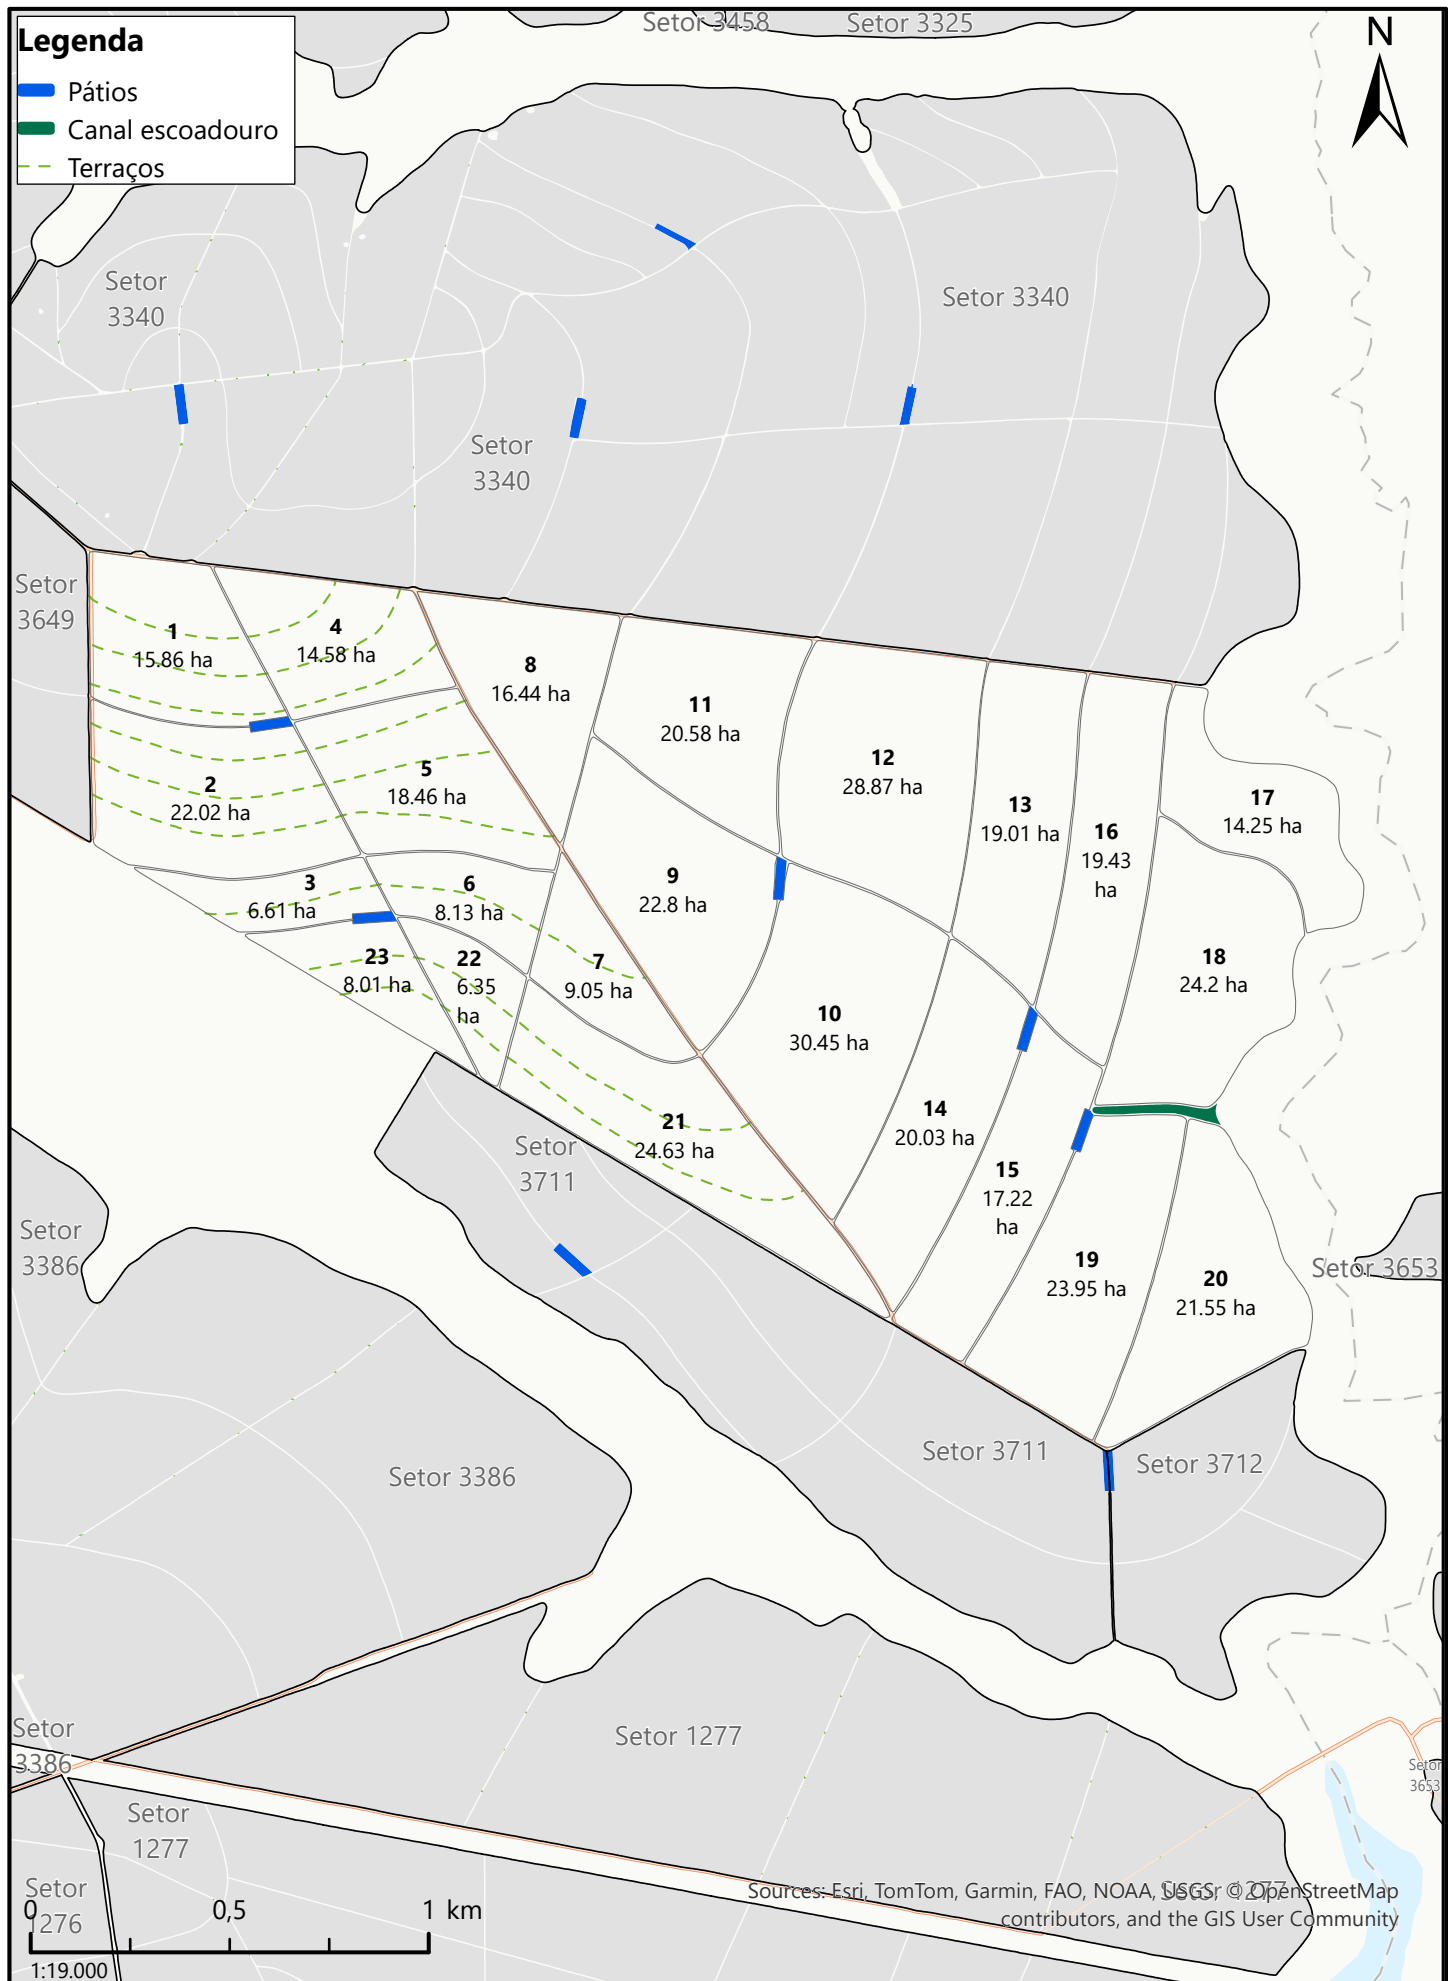 Setor 3458
Setor 3325
Legenda
Pátios
Canal escoadouro
Terraços
N
Setor
3340
Setor 3340
Setor
3340
Setor
3649
1
15.86 ha
4
14.58 ha
8
16.44 ha
11
20.58 ha
12
28.87 ha
5
18.46 ha
2
22.02 ha
13
19.01 ha
17
14.25 ha
16
19.43
ha
3
6.61 ha
6
8.13 ha
9
22.8 ha
23
8.01 ha
22
6.35
ha
7
9.05 ha
18
24.2 ha
10
30.45 ha
14
20.03 ha
21
24.63 ha
Setor
3711
15
17.22
ha
Setor
3386
19
23.95 ha
20
21.55 ha
Setor 3653
Setor 3386
Setor 3711
Setor 3712
Setor
3386
Setor 1277
Setor
3653
Setor
1277
Setor
1276
Setor 1277
0 0,5 1 km
1:19.000
Sources: Esri, TomTom, Garmin, FAO, NOAA, USGS, © OpenStreetMap
contributors, and the GIS User Community